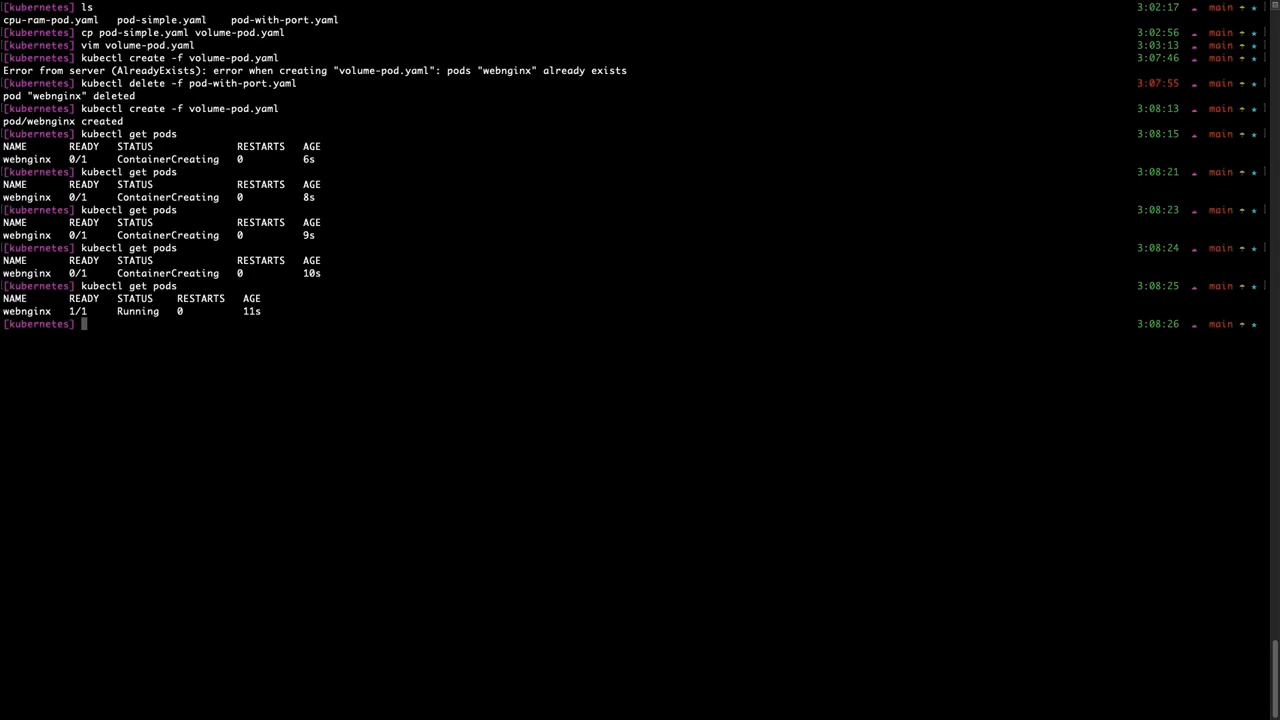 [kubernetes] ls 3:02:17 main
cpu-ram-pod.yaml pod-simple.yaml pod-with-port.yaml
[kubernetes] cp pod-simple.yaml volume-pod.yaml 3:02:56 main
[kubernetes] vim volume-pod.yaml 3:03:13 main
[kubernetes] kubectl create -f volume-pod.yaml 3:07:46 main
Error from server (AlreadyExists): error when creating "volume-pod.yaml": pods "webnginx" already exists
[kubernetes] kubectl delete -f pod-with-port.yaml 3:07:55 main
pod "webnginx" deleted
[kubernetes] kubectl create -f volume-pod.yaml 3:08:13 main
pod/webnginx created
[kubernetes] kubectl get pods 3:08:15 main
NAME READY STATUS RESTARTS AGE
webnginx 0/1 ContainerCreating 0 6s
[kubernetes] kubectl get pods 3:08:21 main
NAME READY STATUS RESTARTS AGE
webnginx 0/1 ContainerCreating 0 8s
[kubernetes] kubectl get pods 3:08:23 main
NAME READY STATUS RESTARTS AGE
webnginx 0/1 ContainerCreating 0 9s
[kubernetes] kubectl get pods 3:08:24 main
NAME READY STATUS RESTARTS AGE
webnginx 0/1 ContainerCreating 0 10s
[kubernetes] kubectl get pods 3:08:25 main
NAME READY STATUS RESTARTS AGE
webnginx 1/1 Running 0 11s
[kubernetes] 3:08:26 main